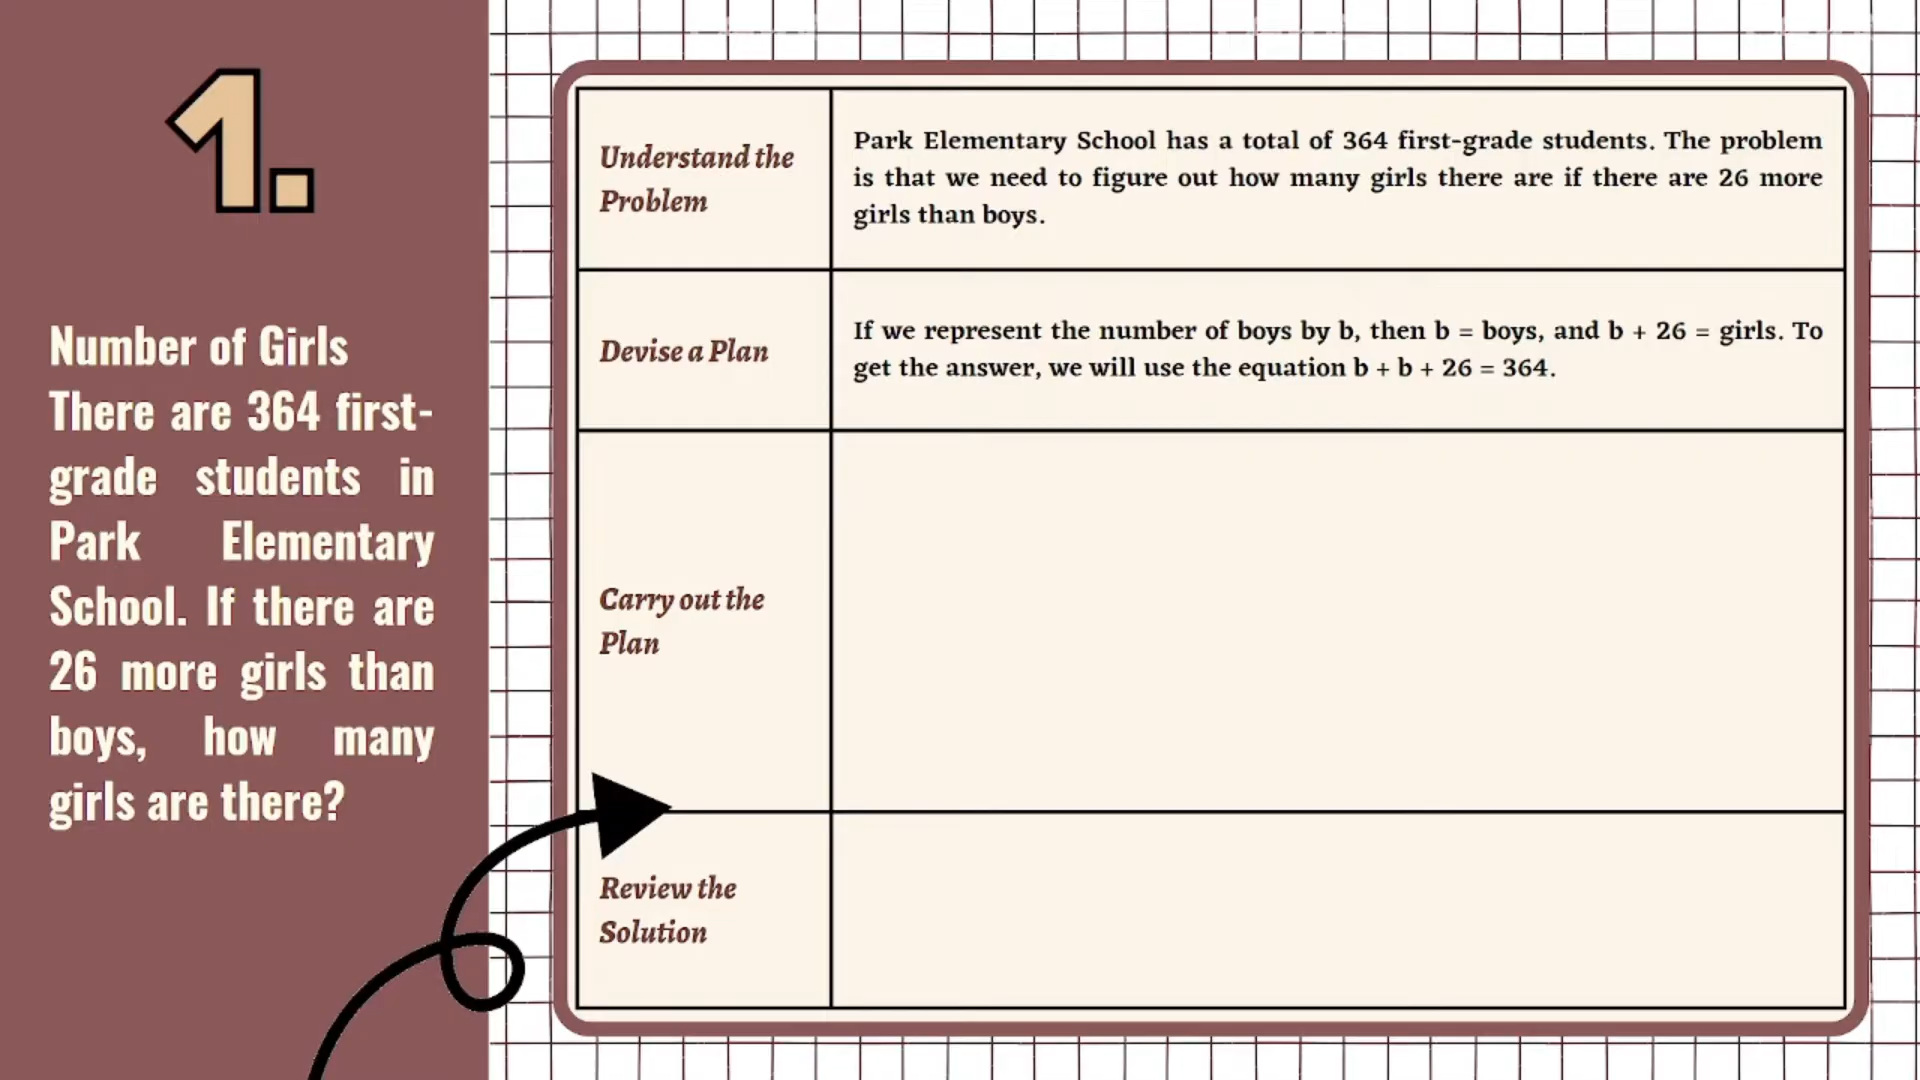 1.
Number of Girls
There are 364 first-
grade students in
Park Elementary
School. If there are
26 more girls than
boys, how many
girls are there?
Understand the
Problem
Park Elementary School has a total of 364 first-grade students. The problem
is that we need to figure out how many girls there are if there are 26 more
girls than boys.
Devise a Plan
If we represent the number of boys by b, then b = boys, and b + 26 = girls. To
get the answer, we will use the equation b + b + 26 = 364.
Carry out the
Plan
Review the
Solution